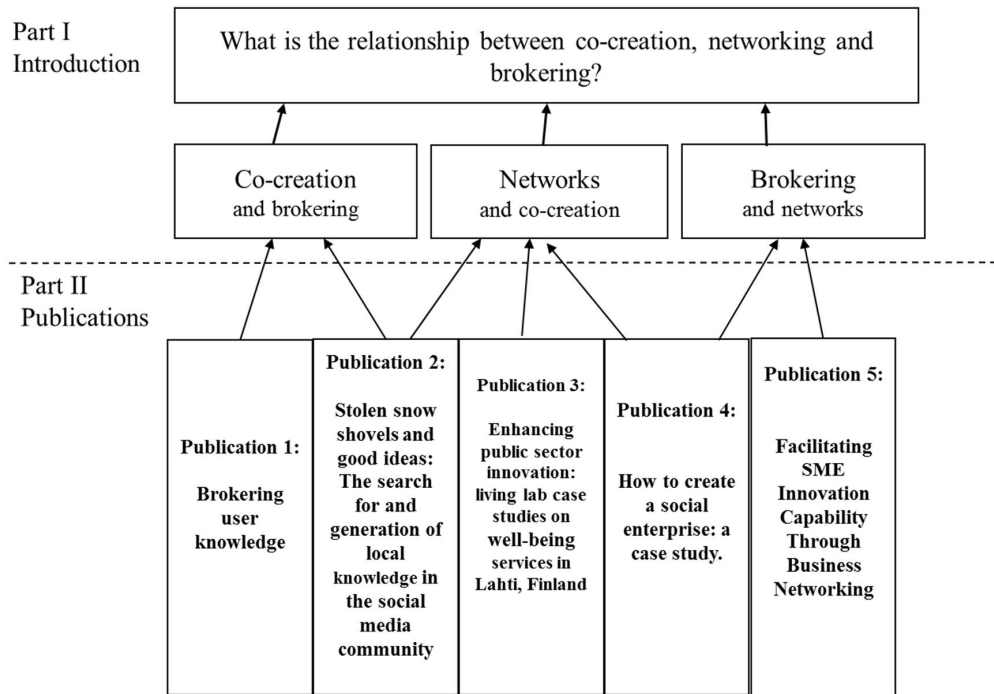 Part I
Introduction
What is the relationship between co-creation, networking and
brokering?
Co-creation
and brokering
Networks
and co-creation
Brokering
and networks
Part II
Publications
Publication 1:
Brokering
user
knowledge
Publication 2:
Stolen snow
shovels and
good ideas:
The search
for and
generation of
local
knowledge in
the social
media
community
Publication 3:
Enhancing
public sector
innovation:
living lab case
studies on
well-being
services in
Lahti, Finland
Publication 4:
How to create
a social
enterprise: a
case study.
Publication 5:
Facilitating
SME
Innovation
Capability
Through
Business
Networking